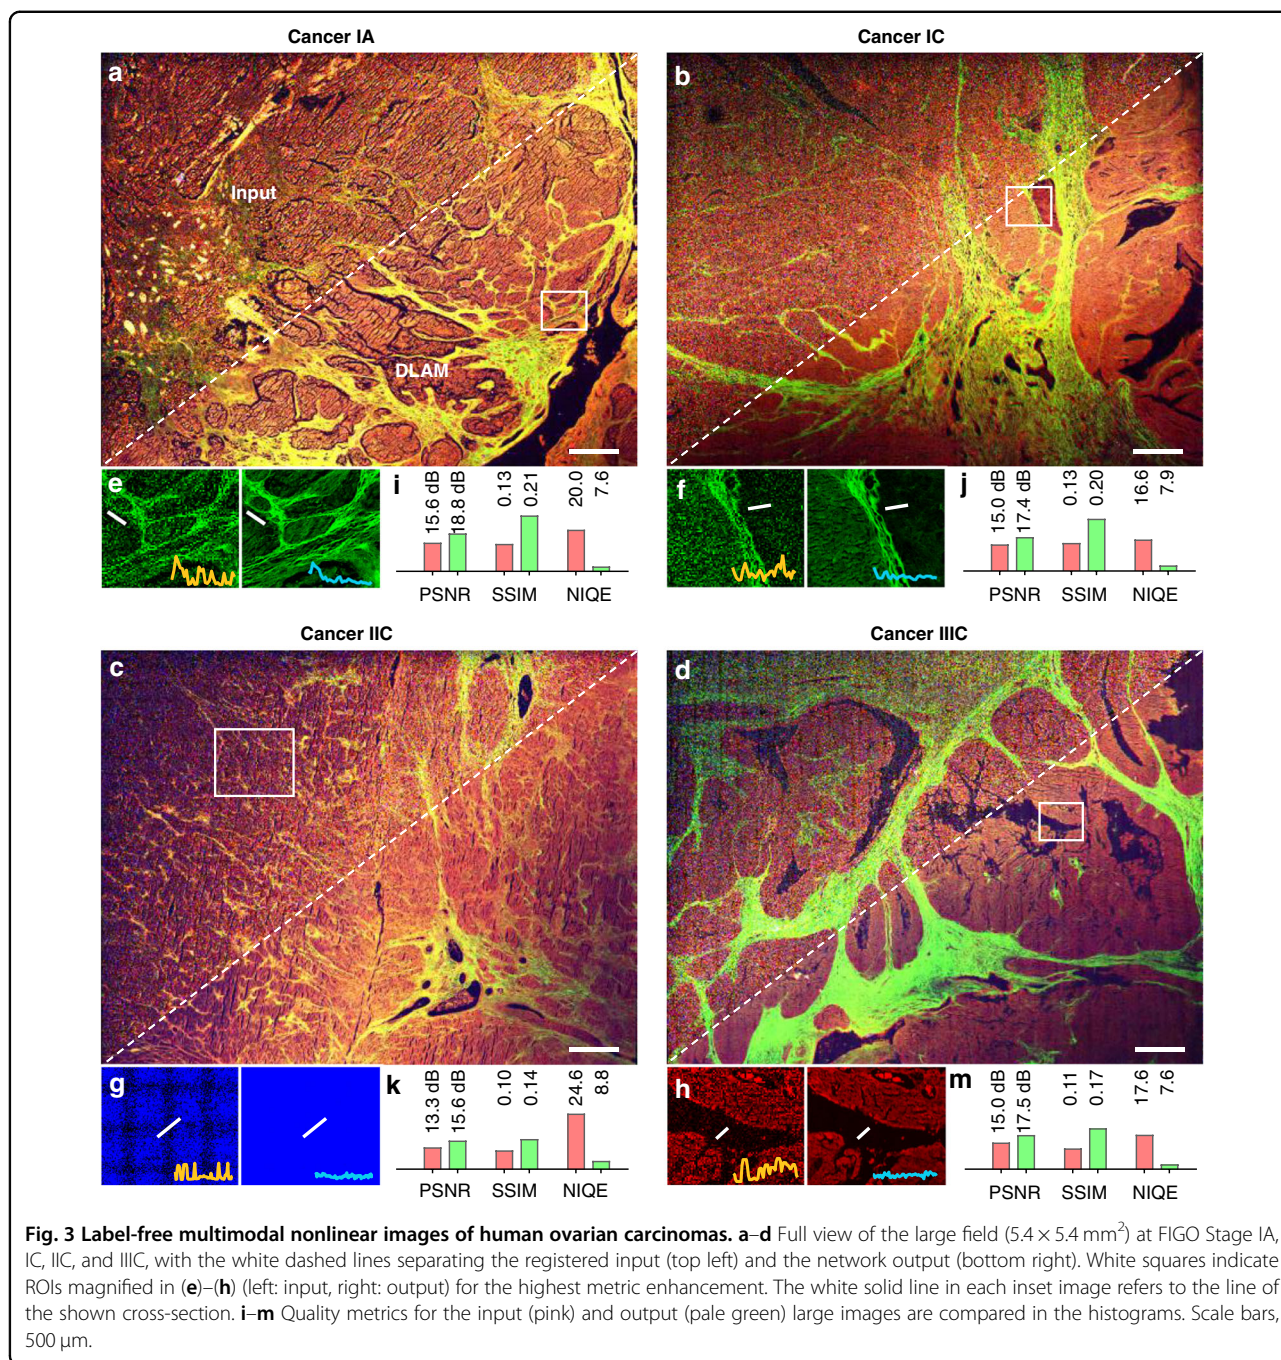 Cancer IA
Cancer IC
a
Input
DLAM
b
e
i
15.6 dB
18.8 dB
0.13
0.21
20.0
7.6
PSNR SSIM NIQE
f
j
15.0 dB
17.4 dB
0.13
0.20
16.6
7.9
PSNR SSIM NIQE
Cancer IIC
Cancer IIIC
c
d
g
k
13.3 dB
15.6 dB
0.10
0.14
24.6
8.8
PSNR SSIM NIQE
h
m
15.0 dB
17.5 dB
0.11
0.17
17.6
7.6
PSNR SSIM NIQE
Fig. 3 Label-free multimodal nonlinear images of human ovarian carcinomas. a–d Full view of the large field (5.4 × 5.4 mm²) at FIGO Stage IA,
IC, IIC, and IIIC, with the white dashed lines separating the registered input (top left) and the network output (bottom right). White squares indicate
ROIs magnified in (e)–(h) (left: input, right: output) for the highest metric enhancement. The white solid line in each inset image refers to the line of
the shown cross-section. i–m Quality metrics for the input (pink) and output (pale green) large images are compared in the histograms. Scale bars,
500 μm.